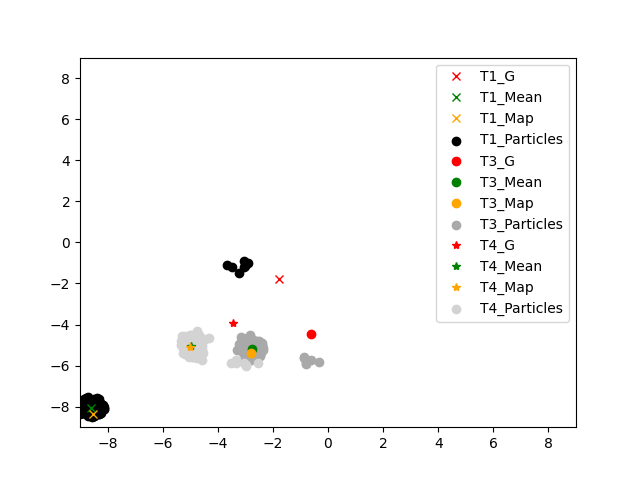 8
6
4
2
0
−2
−4
−6
−8
−8 −6 −4 −2 0 2 4 6 8
T1_G
T1_Mean
T1_Map
T1_Particles
T3_G
T3_Mean
T3_Map
T3_Particles
T4_G
T4_Mean
T4_Map
T4_Particles